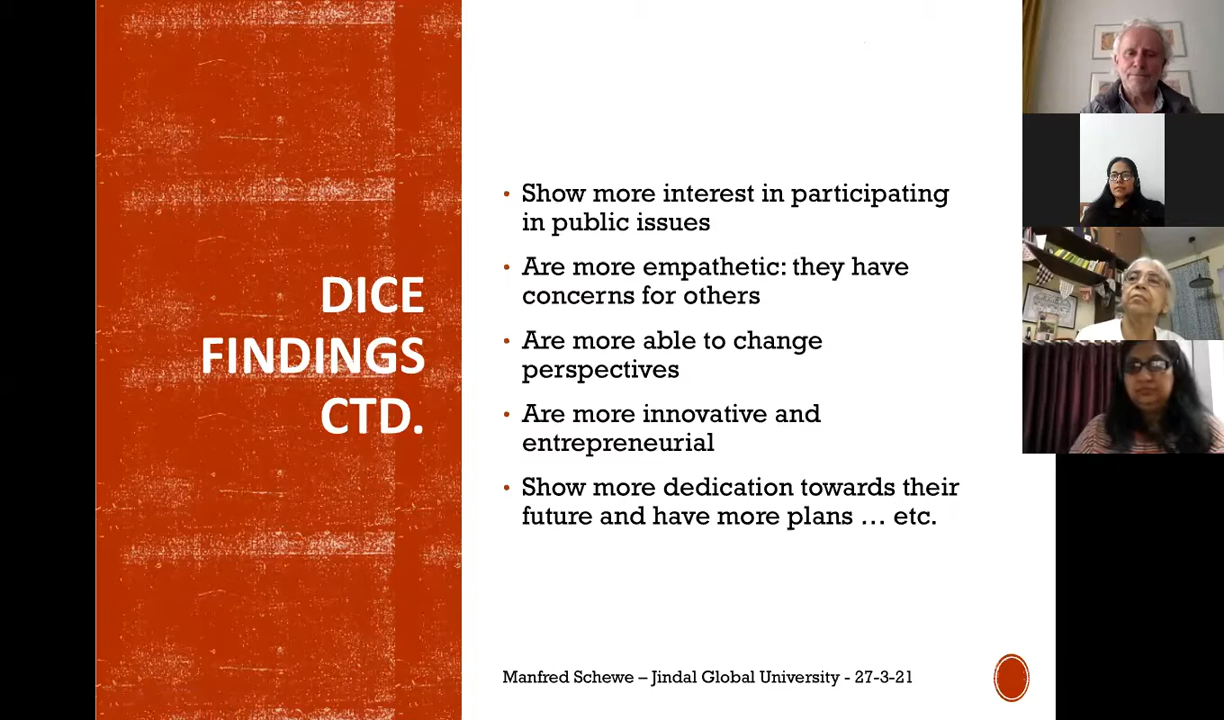 DICE
FINDINGS
CTD.
• Show more interest in participating
in public issues
• Are more empathetic: they have
concerns for others
• Are more able to change
perspectives
• Are more innovative and
entrepreneurial
• Show more dedication towards their
future and have more plans … etc.
Manfred Schewe – Jindal Global University - 27-3-21